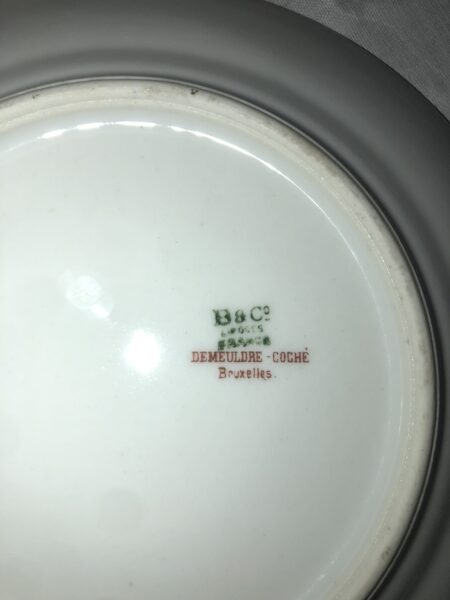 B & Cº
LIMOGES
FRANCE
DEMEULDRE - COCHÉ
Bruxelles.